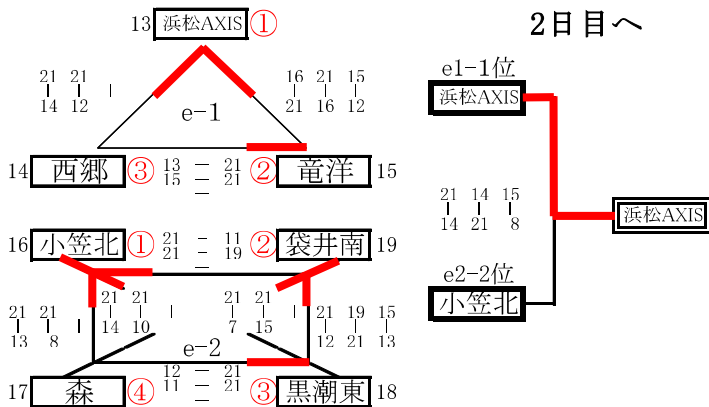 13 浜松AXIS ①
2日目へ
21 21 |
14 12
16 21 15
21 16 12
e-1
e1-1位
浜松AXIS
14 西郷 ③
13 — 21
15 — 21
—
② 竜洋 15
21 14 15
14 21 8
浜松AXIS
16 小笠北 ①
21 - 11
21 - 19
—
② 袋井南 19
e2-2位
小笠北
21 21 |
13 8
21 21 |
14 10
21 21 |
7 15
21 19 15
12 21 13
e-2
17 森 ④
12 — 21
11 — 21
—
③ 黒潮東 18